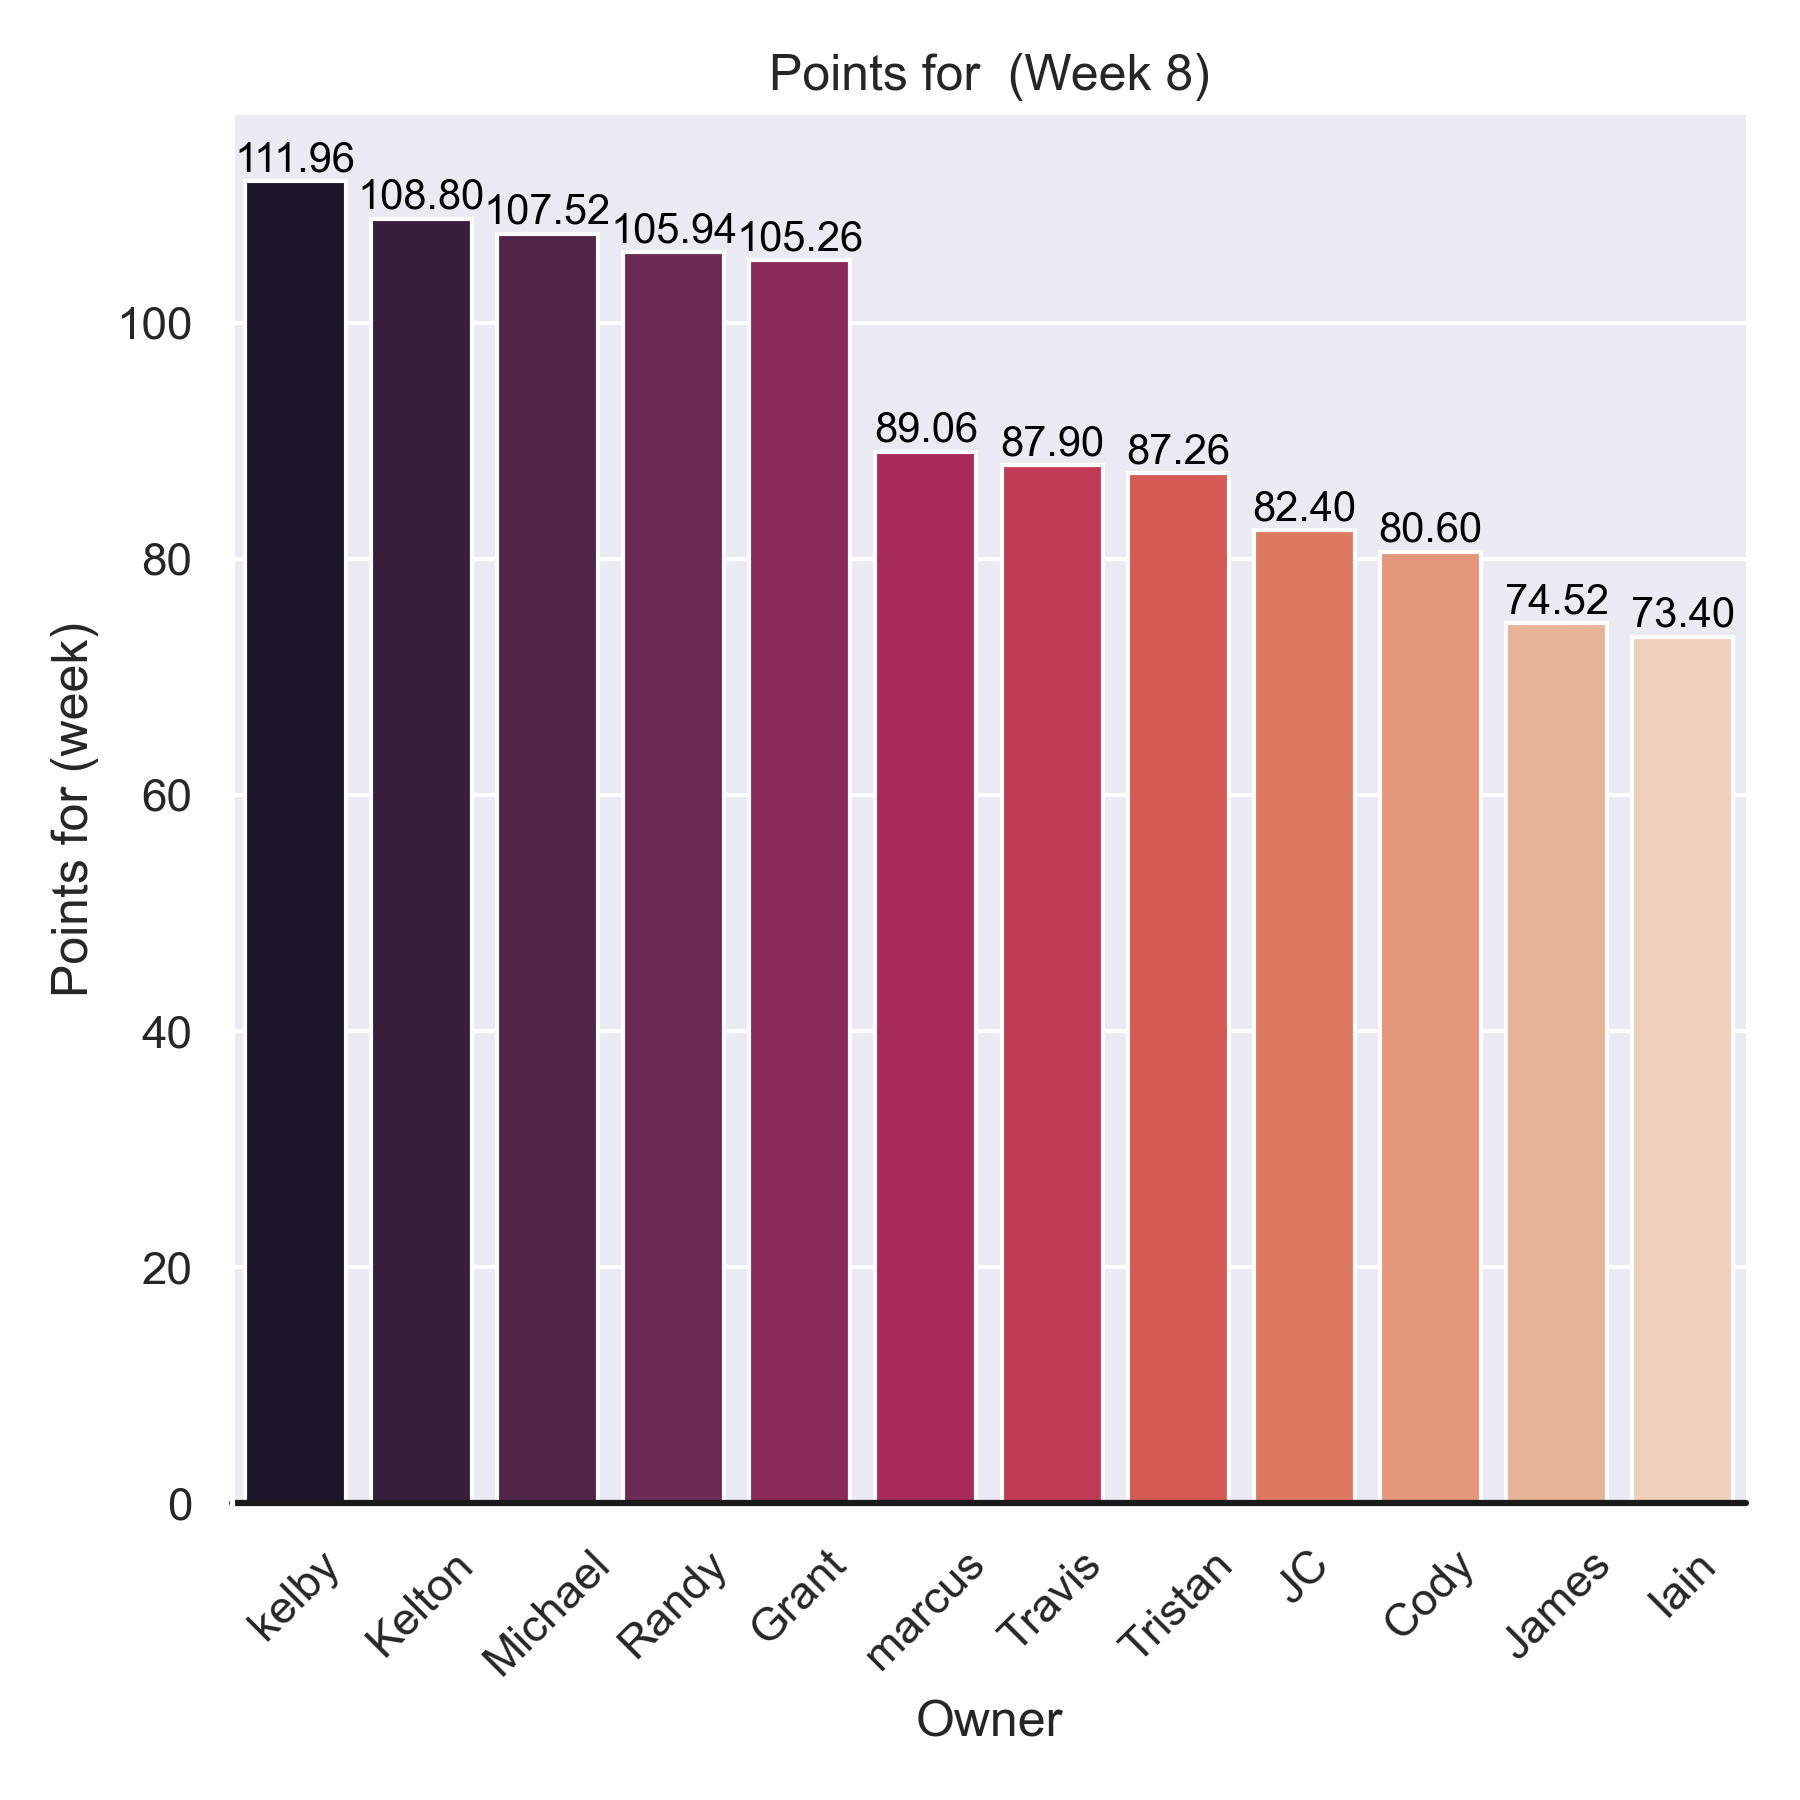 Points for  (Week 8)
111.96
108.80
107.52
105.94
105.26
89.06
87.90
87.26
82.40
80.60
74.52
73.40
100
80
60
40
20
0
Points for (week)
kelby
Kelton
Michael
Randy
Grant
marcus
Travis
Tristan
JC
Cody
James
Iain
Owner